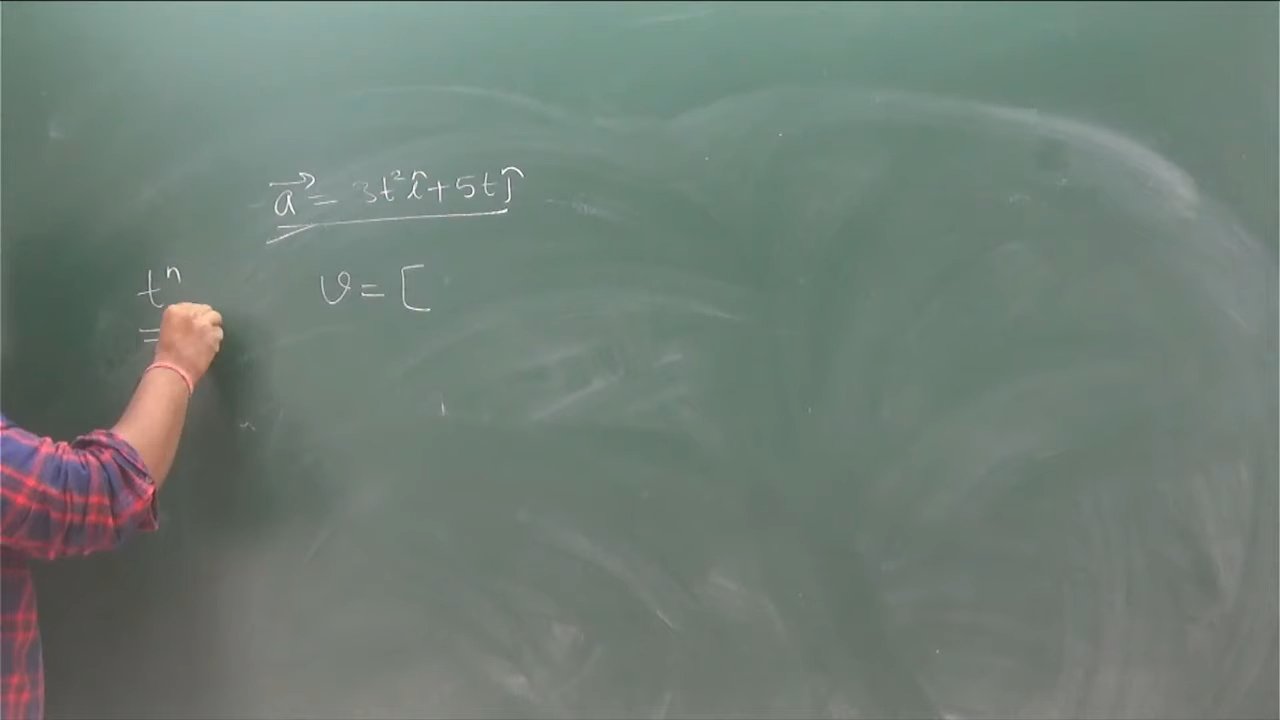 a⃗ = 3t²î + 5tĵ
tⁿ
=
v = [